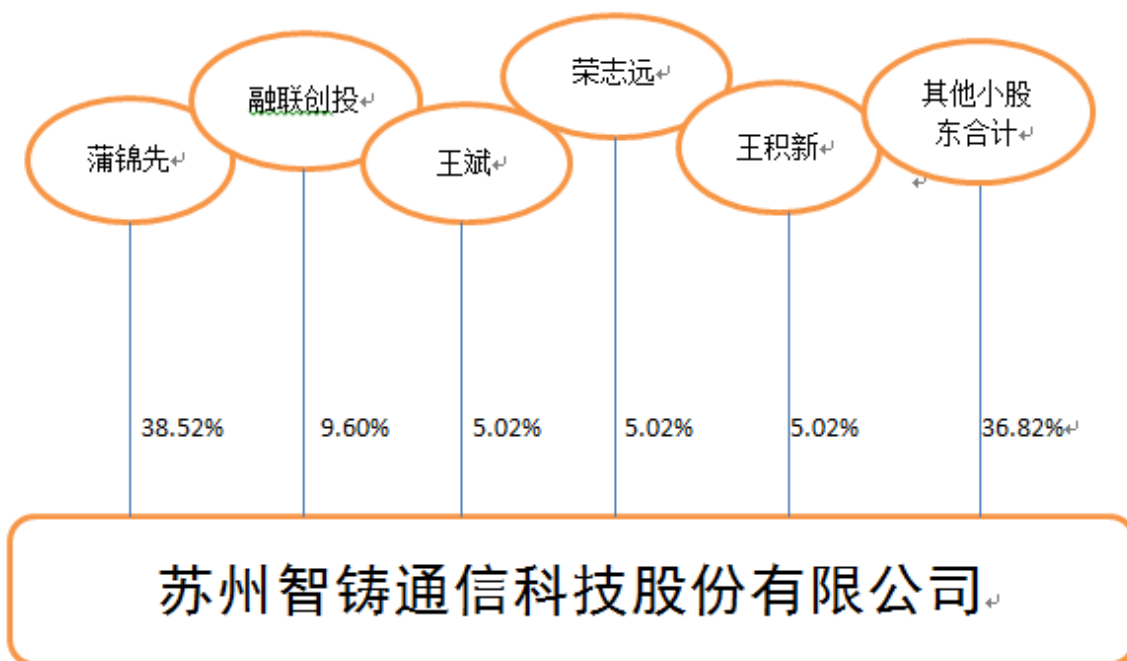 蒲锦先
融联创投
王斌
荣志远
王积新
其他小股
东合计
38.52%
9.60%
5.02%
5.02%
5.02%
36.82%
苏州智铸通信科技股份有限公司